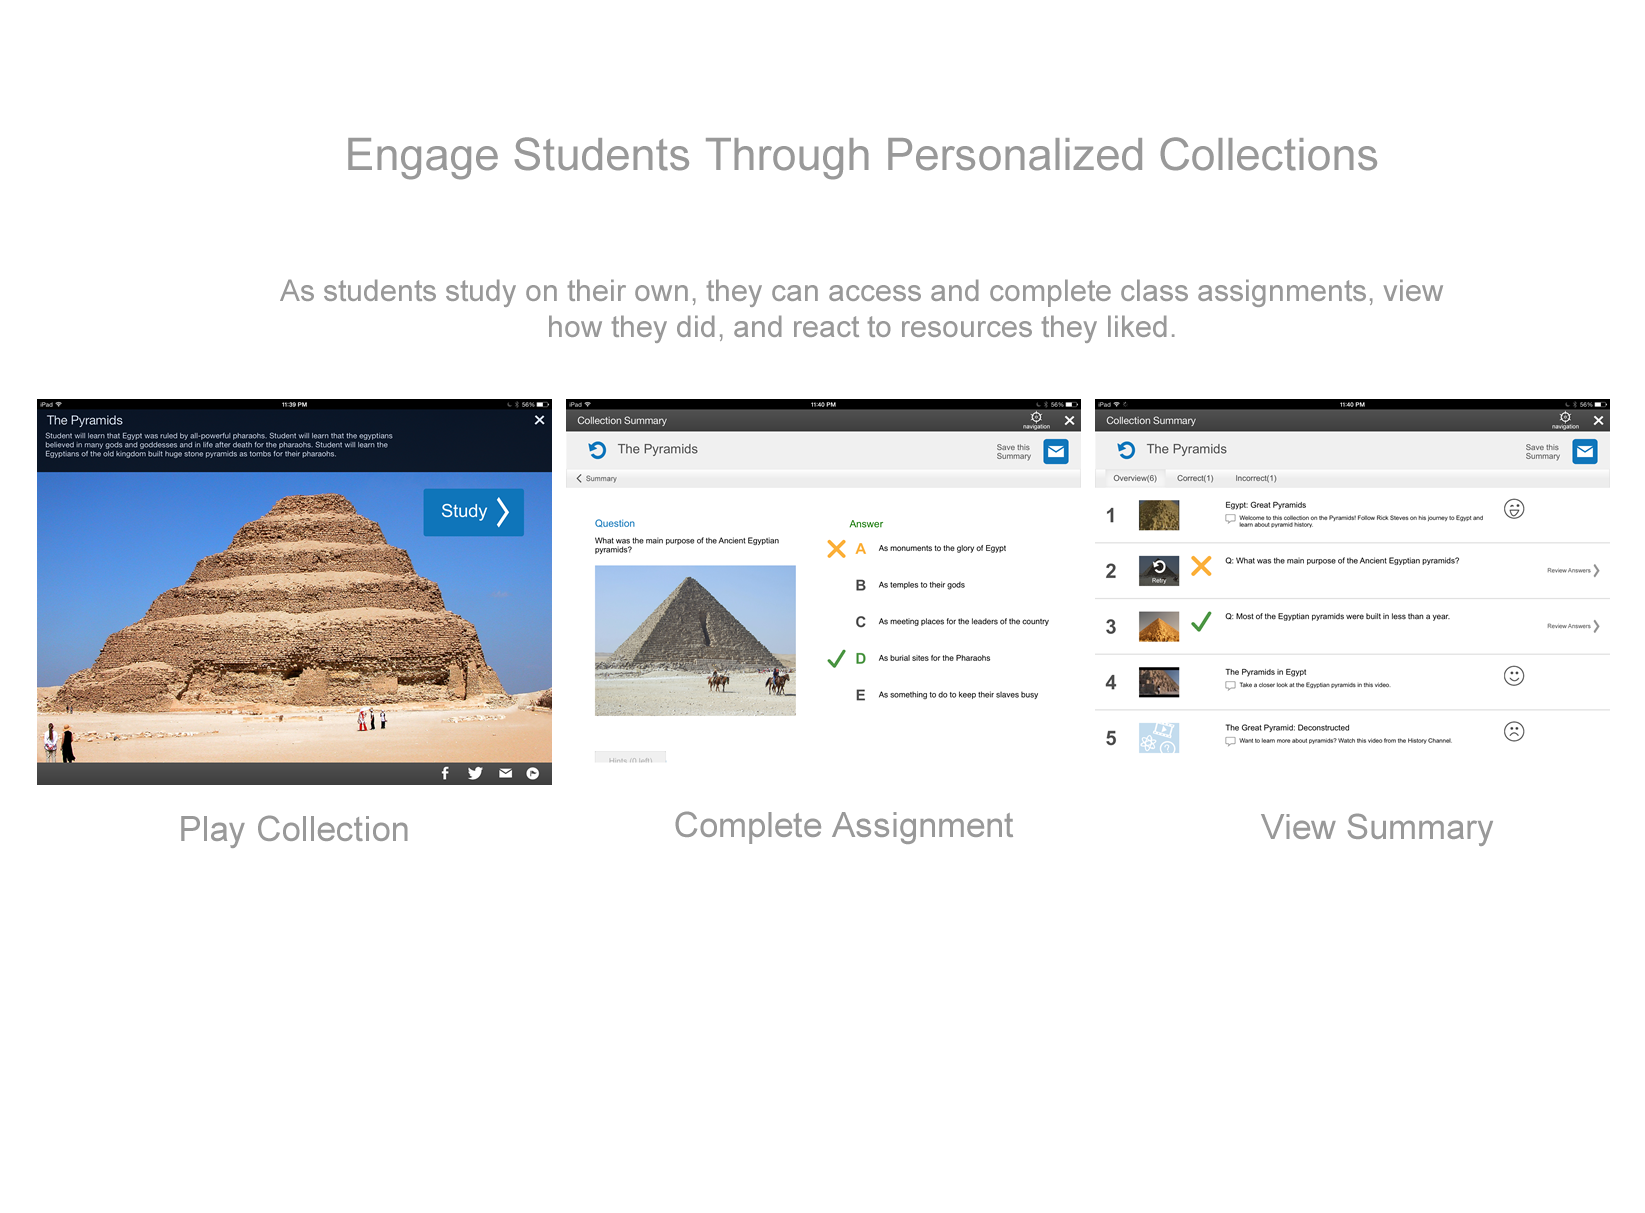 Engage Students Through Personalized Collections
As students study on their own, they can access and complete class assignments, view
how they did, and react to resources they liked.
iPad
11:39 PM
56%
The Pyramids
Student will learn that Egypt was ruled by all-powerful pharaohs. Student will learn that the egyptians
believed in many gods and goddesses and in life after death for the pharaohs. Student will learn the
Egyptians of the old kingdom built huge stone pyramids as tombs for their pharaohs.
Study
Play Collection
iPad
11:40 PM
56%
Collection Summary
navigation
The Pyramids
Save this
Summary
Summary
Question
What was the main purpose of the Ancient Egyptian
pyramids?
Answer
A As monuments to the glory of Egypt
B As temples to their gods
C As meeting places for the leaders of the country
D As burial sites for the Pharaohs
E As something to do to keep their slaves busy
Hints (0 left)
Complete Assignment
iPad
11:40 PM
56%
Collection Summary
navigation
The Pyramids
Save this
Summary
Overview(6) Correct(1) Incorrect(1)
1
Egypt: Great Pyramids
Welcome to this collection on the Pyramids! Follow Rick Steves on his journey to Egypt and
learn about pyramid history.
2
Retry
Q: What was the main purpose of the Ancient Egyptian pyramids?
Review Answers
3
Q: Most of the Egyptian pyramids were built in less than a year.
Review Answers
4
The Pyramids in Egypt
Take a closer look at the Egyptian pyramids in this video.
5
The Great Pyramid: Deconstructed
Want to learn more about pyramids? Watch this video from the History Channel.
View Summary